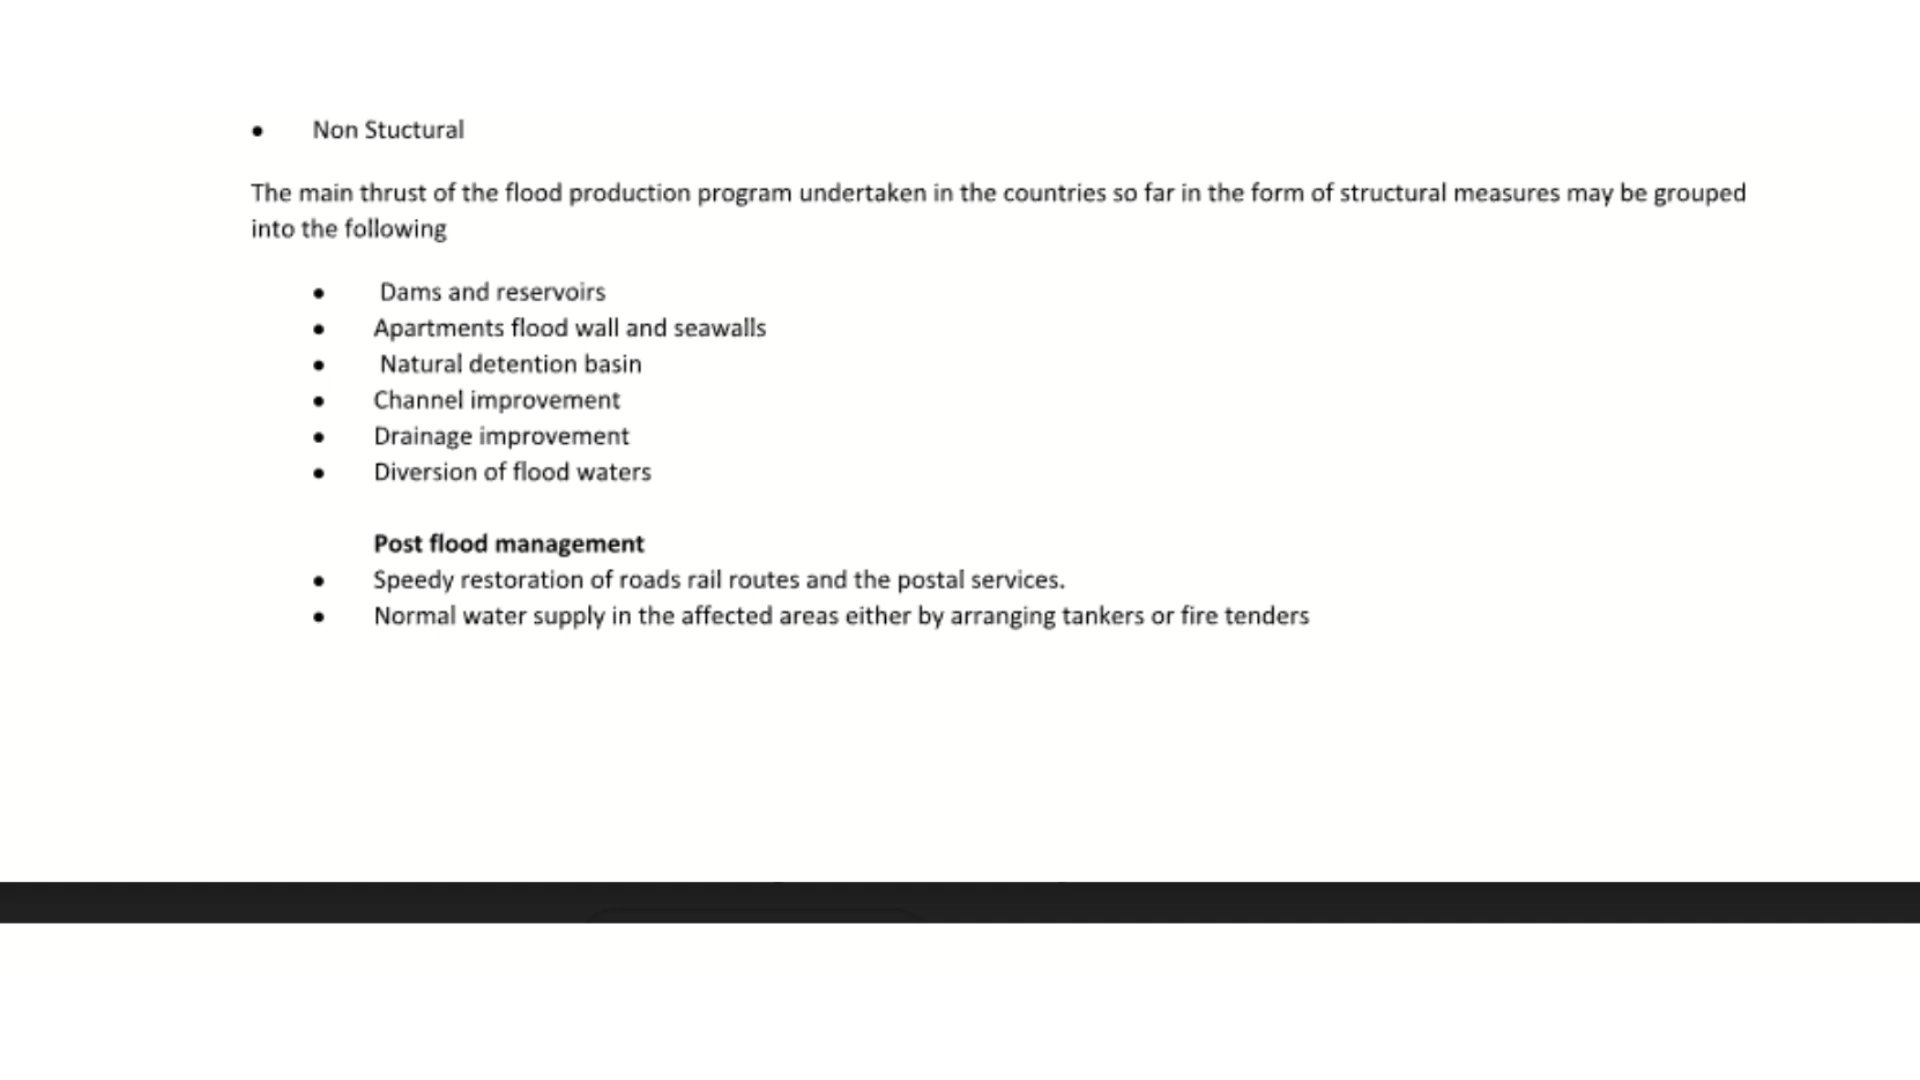 • Non Stuctural
The main thrust of the flood production program undertaken in the countries so far in the form of structural measures may be grouped
into the following
• Dams and reservoirs
• Apartments flood wall and seawalls
• Natural detention basin
• Channel improvement
• Drainage improvement
• Diversion of flood waters
Post flood management
• Speedy restoration of roads rail routes and the postal services.
• Normal water supply in the affected areas either by arranging tankers or fire tenders